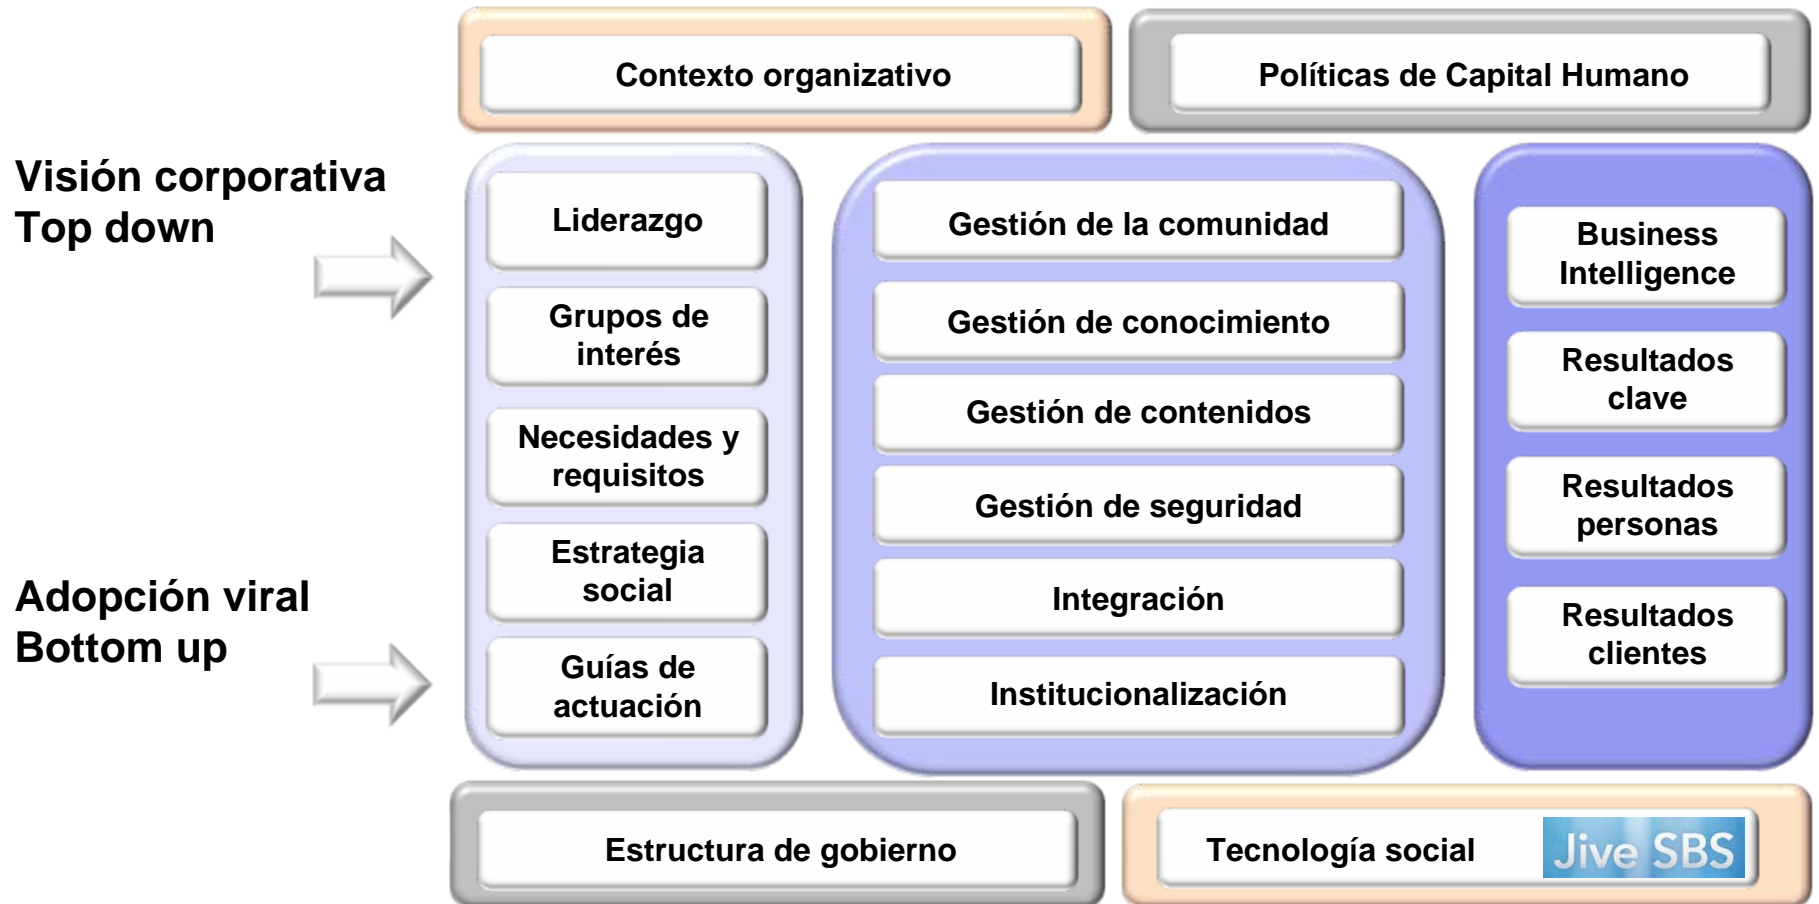 Contexto organizativo
Políticas de Capital Humano
Visión corporativa
Top down
Adopción viral
Bottom up
Liderazgo
Grupos de
interés
Necesidades y
requisitos
Estrategia
social
Guías de
actuación
Gestión de la comunidad
Gestión de conocimiento
Gestión de contenidos
Gestión de seguridad
Integración
Institucionalización
Business
Intelligence
Resultados
clave
Resultados
personas
Resultados
clientes
Estructura de gobierno
Tecnología social
Jive SBS